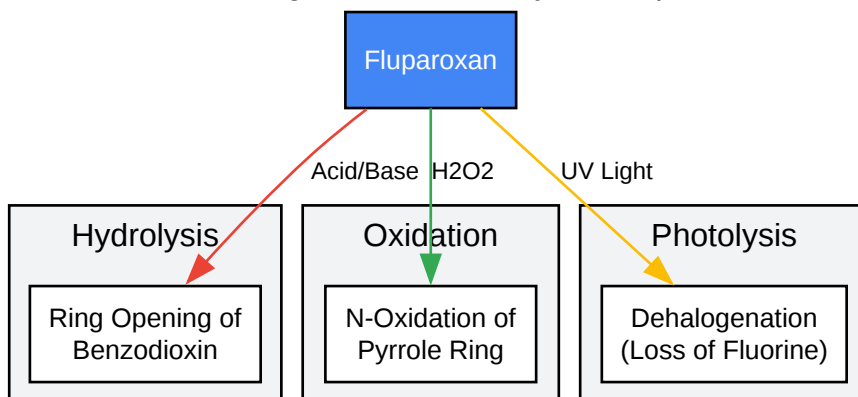 Fluparoxan
Acid/Base
H2O2
UV Light
Hydrolysis
Oxidation
Photolysis
Ring Opening of
Benzodioxin
N-Oxidation of
Pyrrole Ring
Dehalogenation
(Loss of Fluorine)